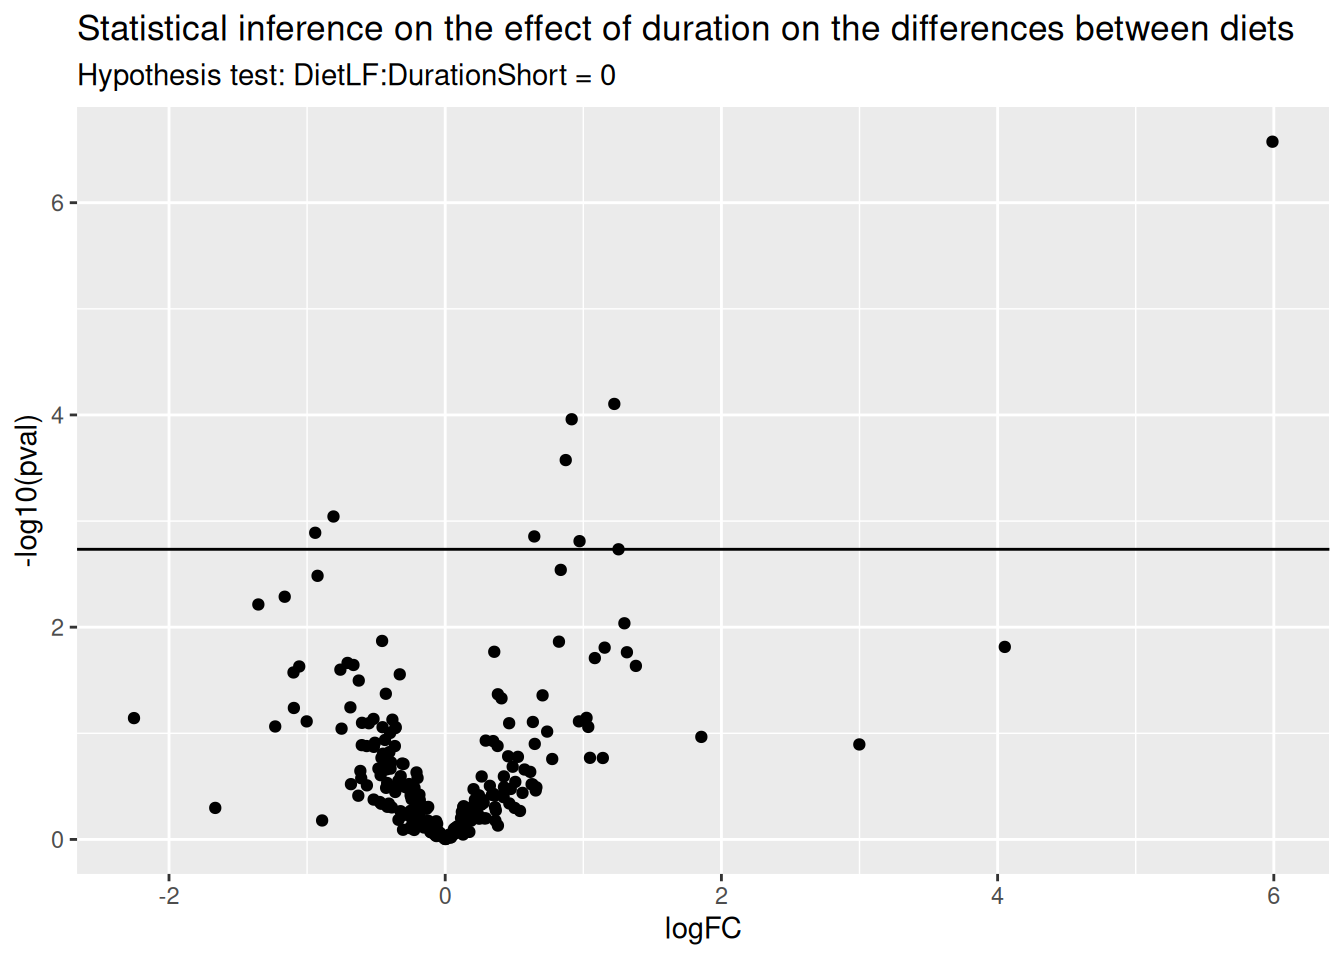 Statistical inference on the effect of duration on the differences between diets
Hypothesis test: DietLF:DurationShort = 0
-log10(pval)
6
4
2
0
-2 0 2 4 6
logFC